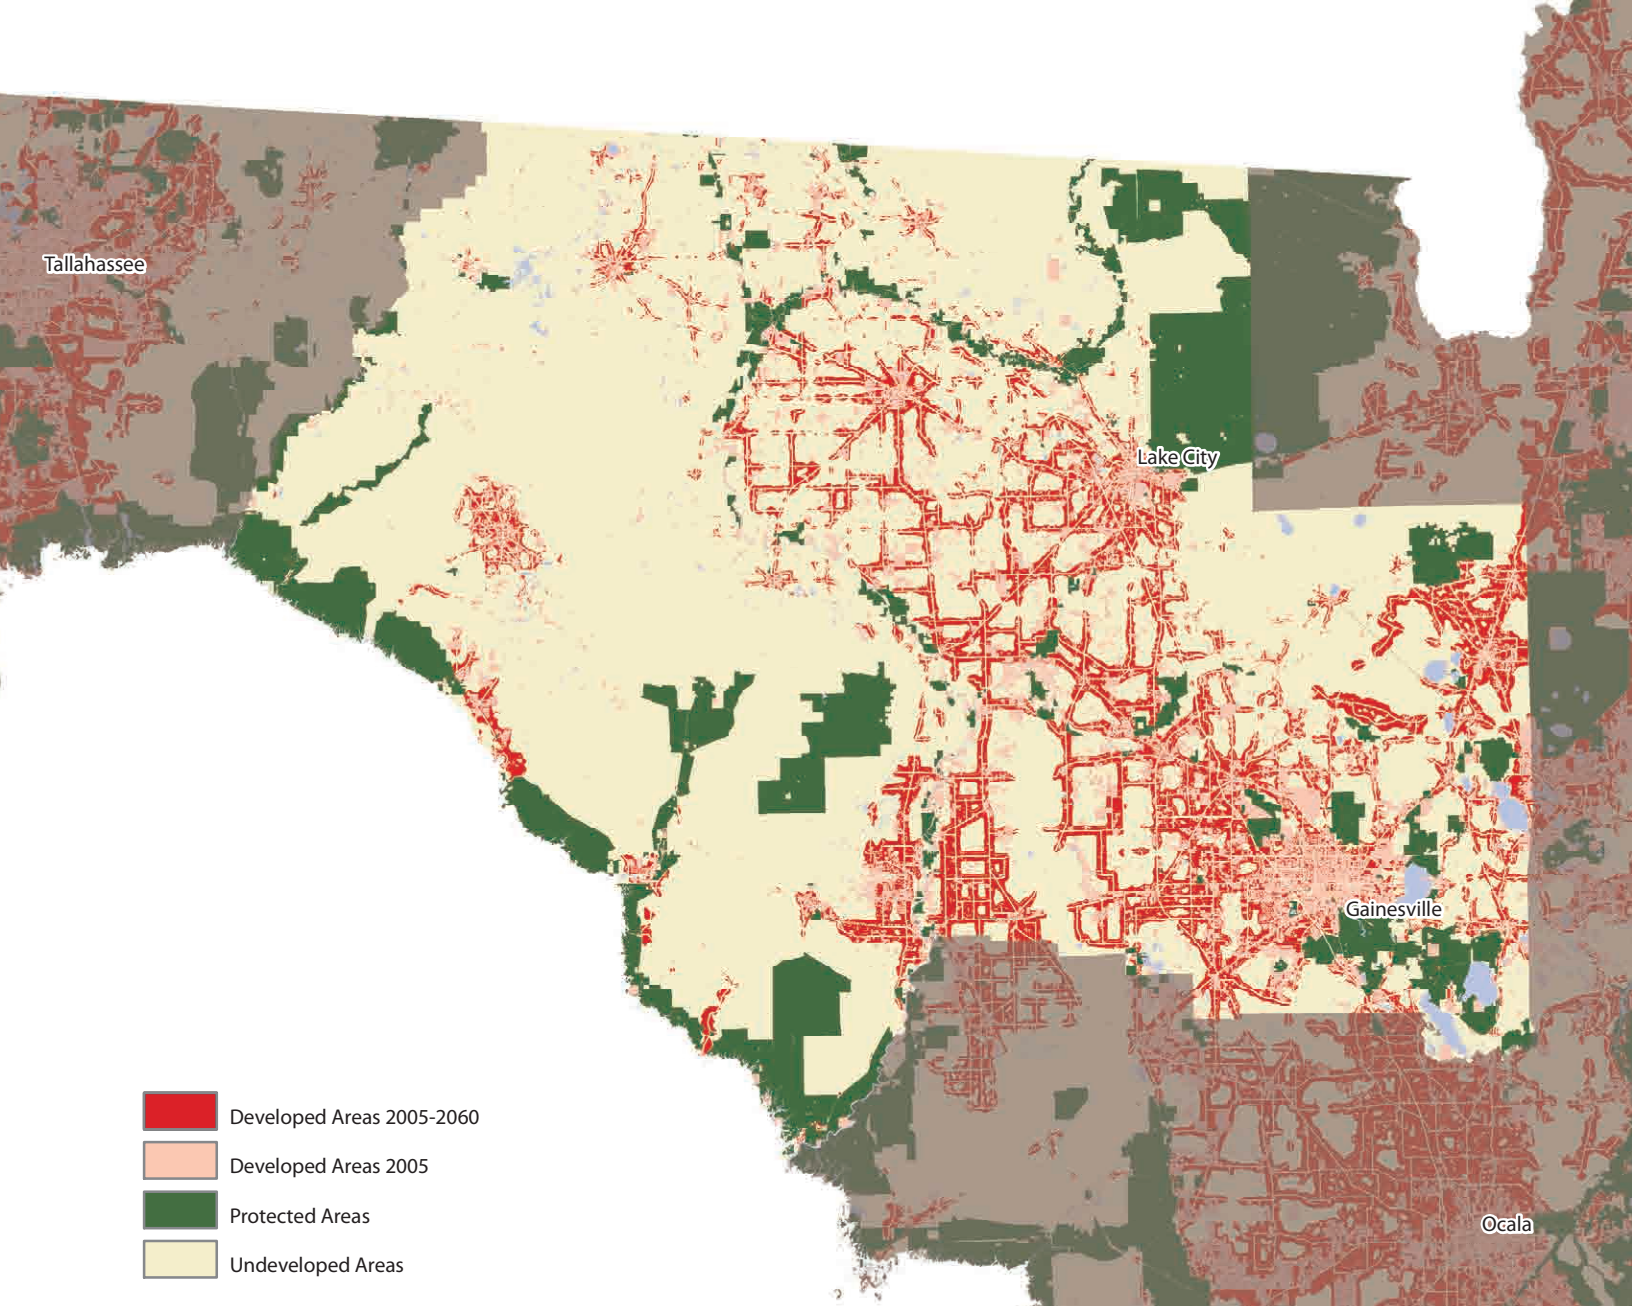 Tallahassee
Lake City
Gainesville
Developed Areas 2005-2060
Developed Areas 2005
Protected Areas
Ocala
Undeveloped Areas